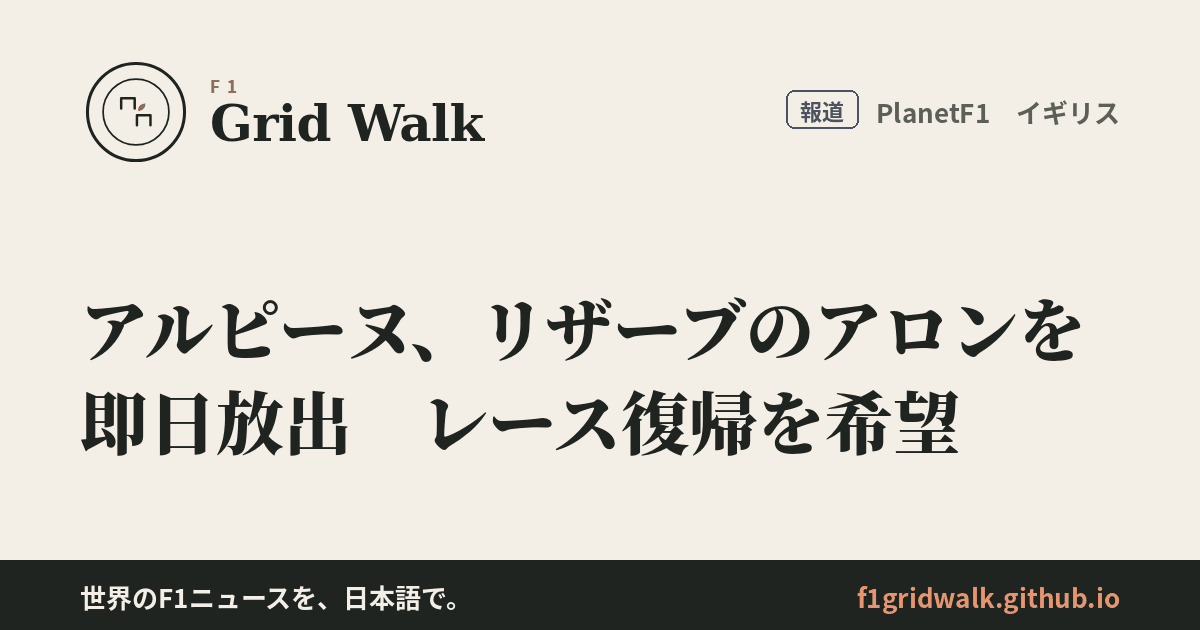 F1
Grid Walk
報道 PlanetF1　イギリス
アルピーヌ、リザーブのアロンを
即日放出　レース復帰を希望
世界のF1ニュースを、日本語で。
f1gridwalk.github.io